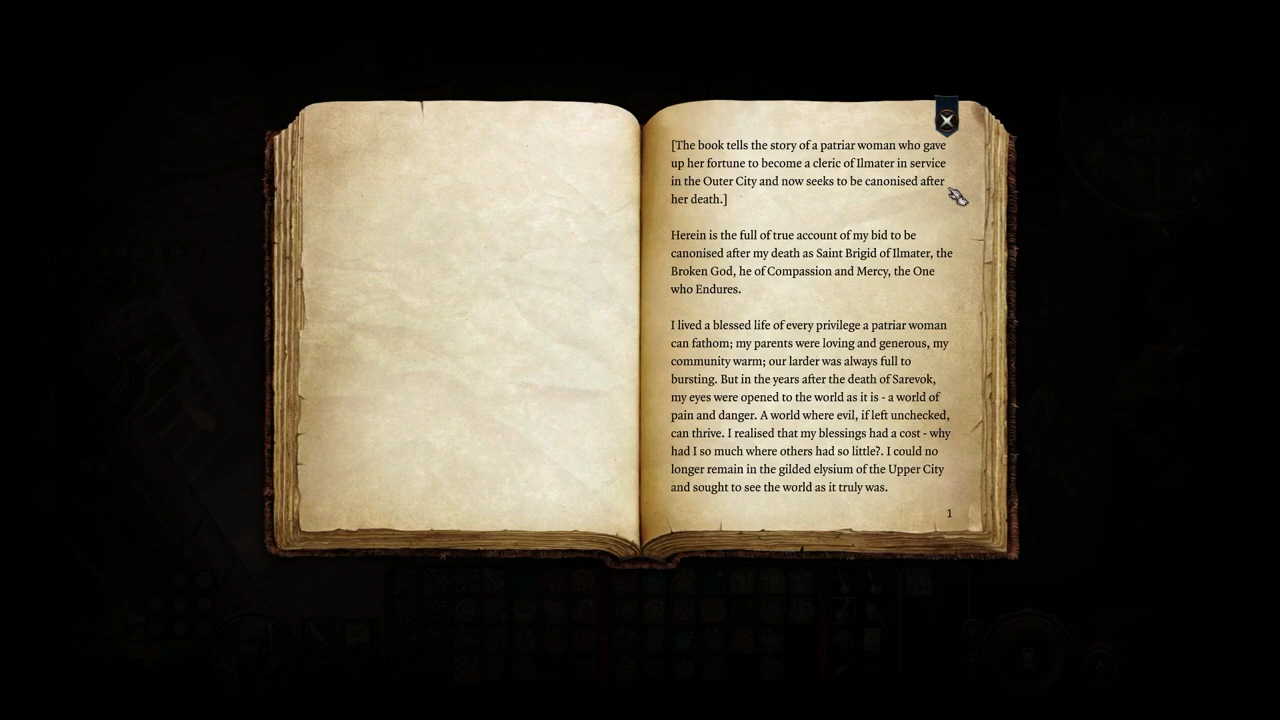 [The book tells the story of a patriar woman who gave
up her fortune to become a cleric of Ilmater in service
in the Outer City and now seeks to be canonised after
her death.]
Herein is the full of true account of my bid to be
canonised after my death as Saint Brigid of Ilmater, the
Broken God, he of Compassion and Mercy, the One
who Endures.
I lived a blessed life of every privilege a patriar woman
can fathom; my parents were loving and generous, my
community warm; our larder was always full to
bursting. But in the years after the death of Sarevok,
my eyes were opened to the world as it is - a world of
pain and danger. A world where evil, if left unchecked,
can thrive. I realised that my blessings had a cost - why
had I so much where others had so little?. I could no
longer remain in the gilded elysium of the Upper City
and sought to see the world as it truly was.
1